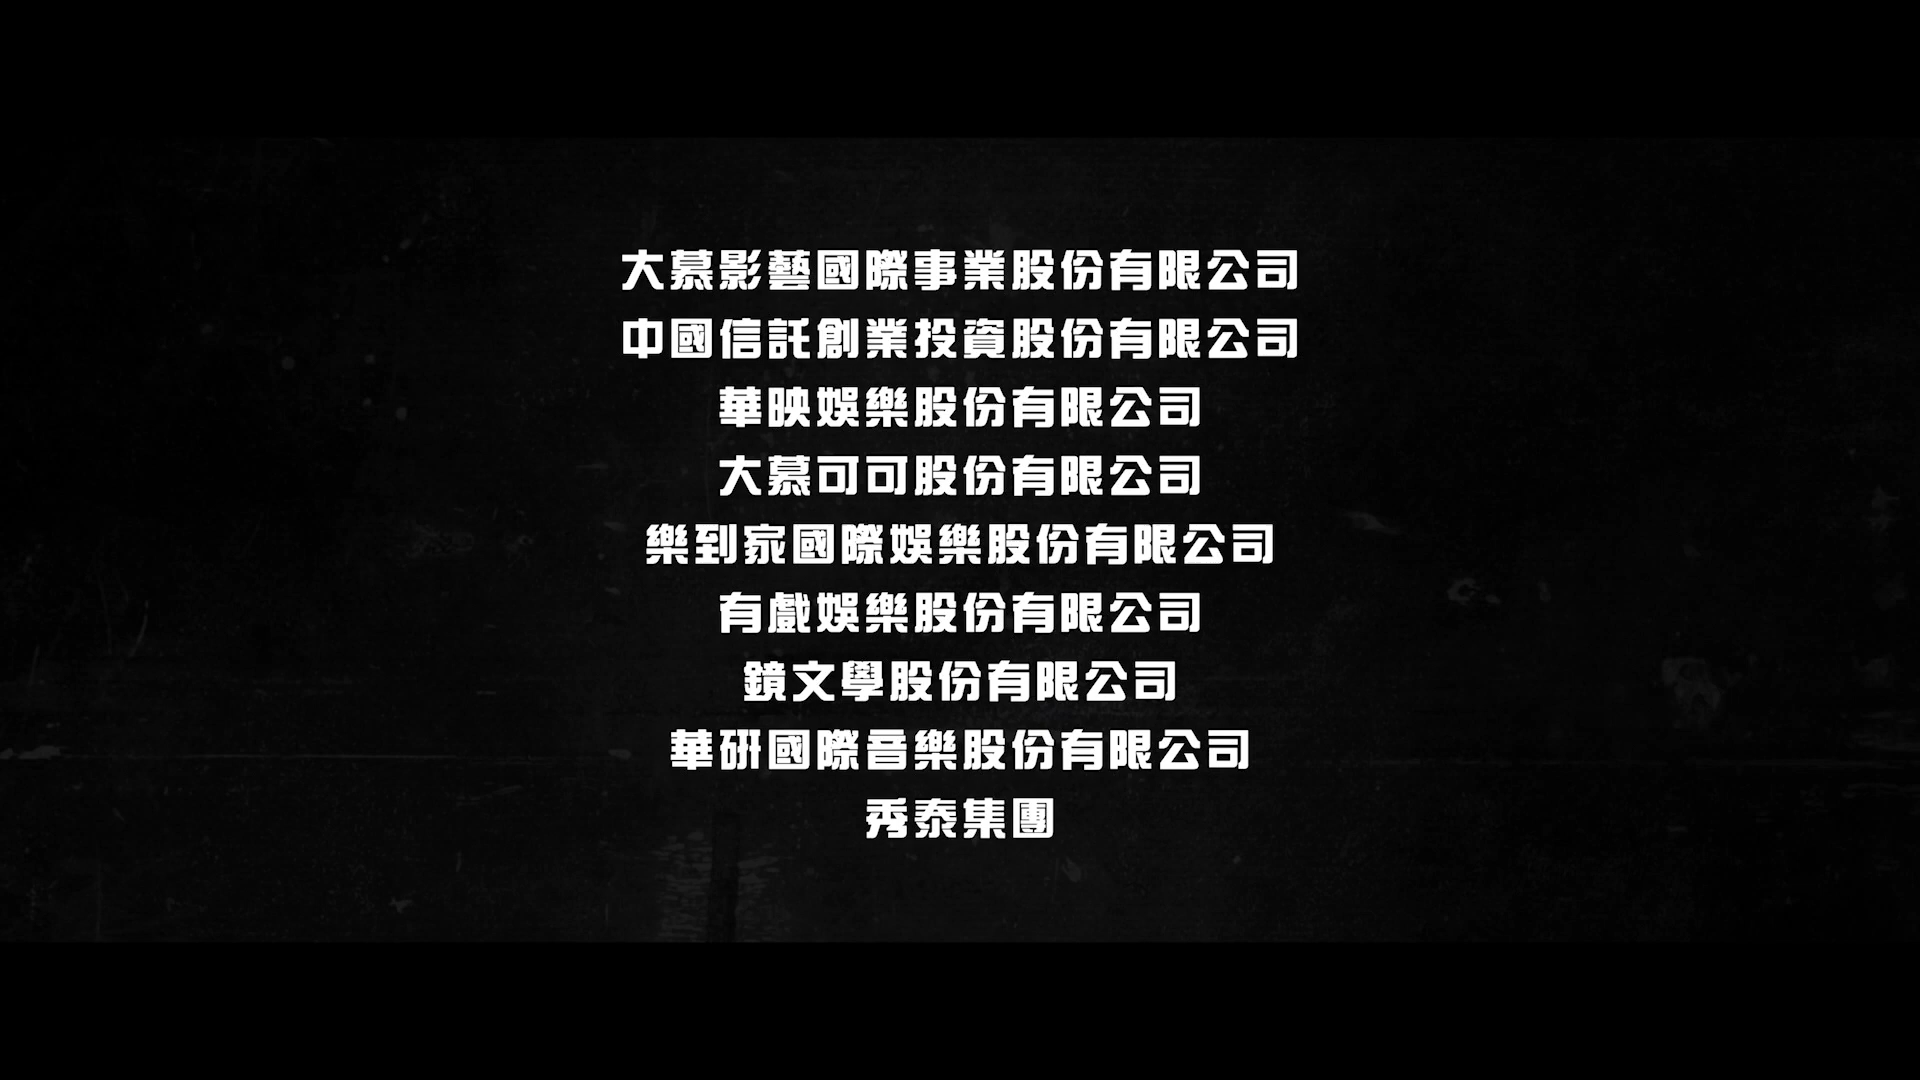 大慕影藝國際事業股份有限公司
中國信託創業投資股份有限公司
華映娛樂股份有限公司
大慕可可股份有限公司
樂到家國際娛樂股份有限公司
有戲娛樂股份有限公司
鏡文學股份有限公司
華研國際音樂股份有限公司
秀泰集團